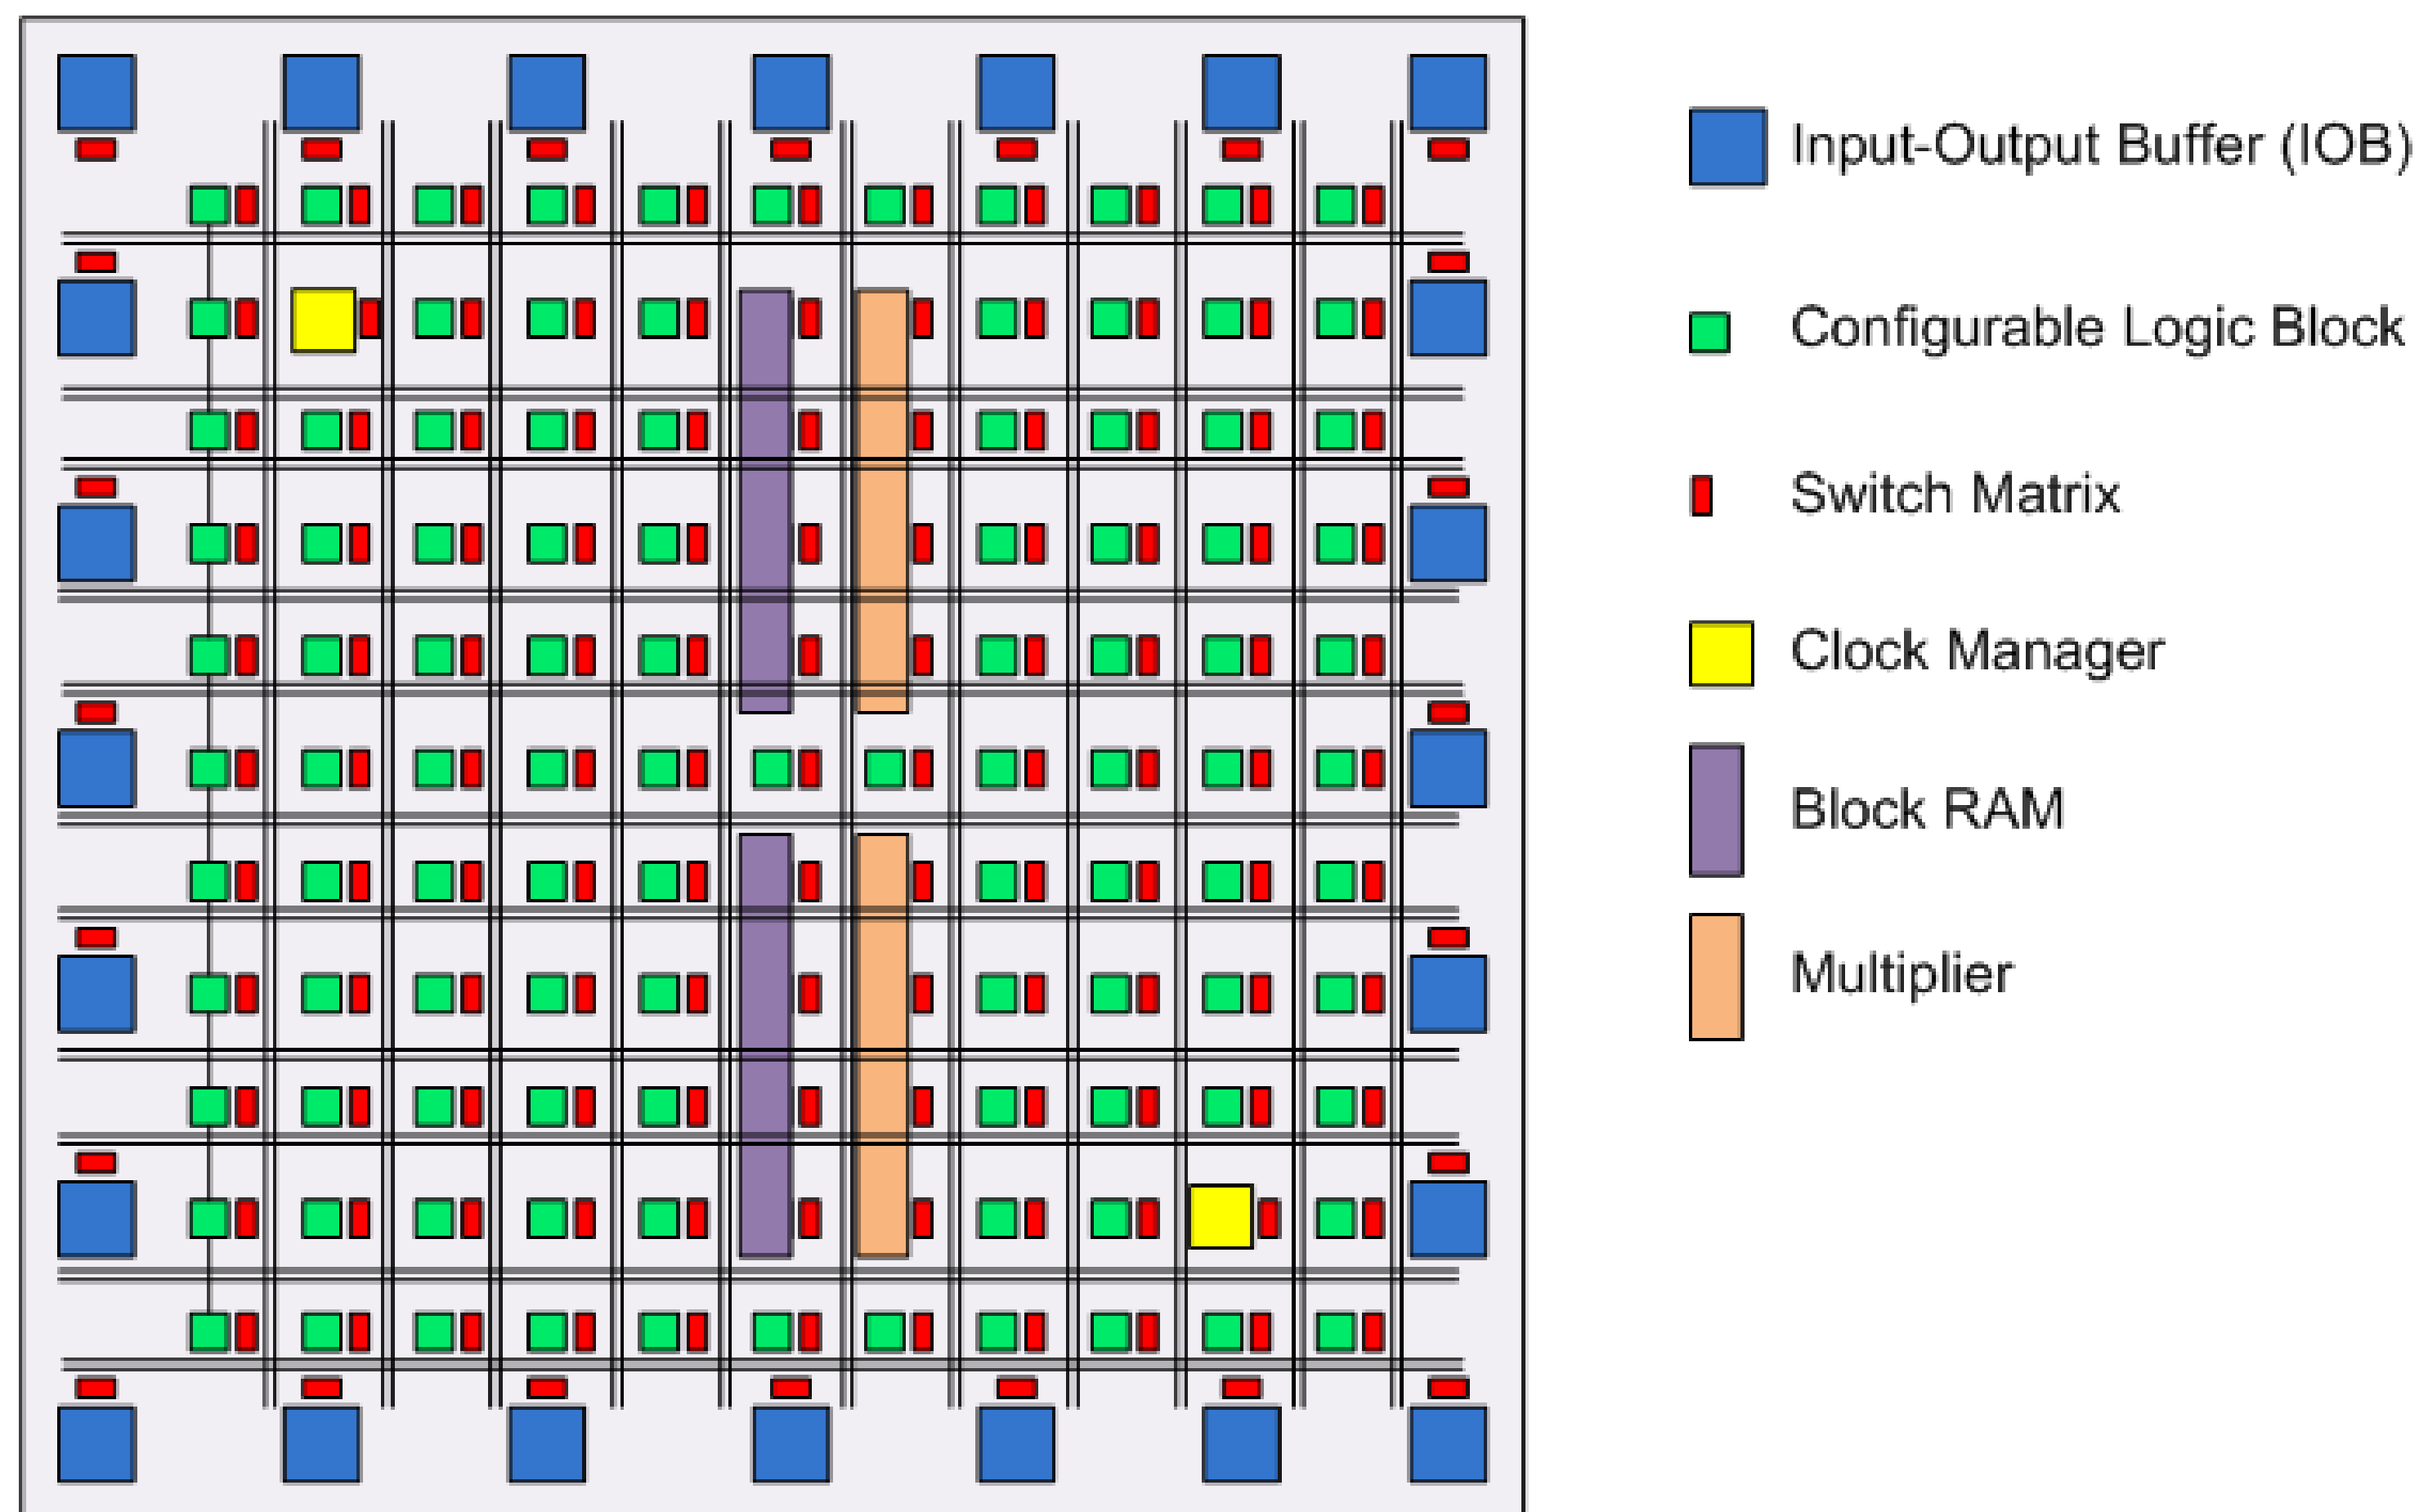 Input-Output Buffer (IOB)
Configurable Logic Block
Switch Matrix
Clock Manager
Block RAM
Multiplier